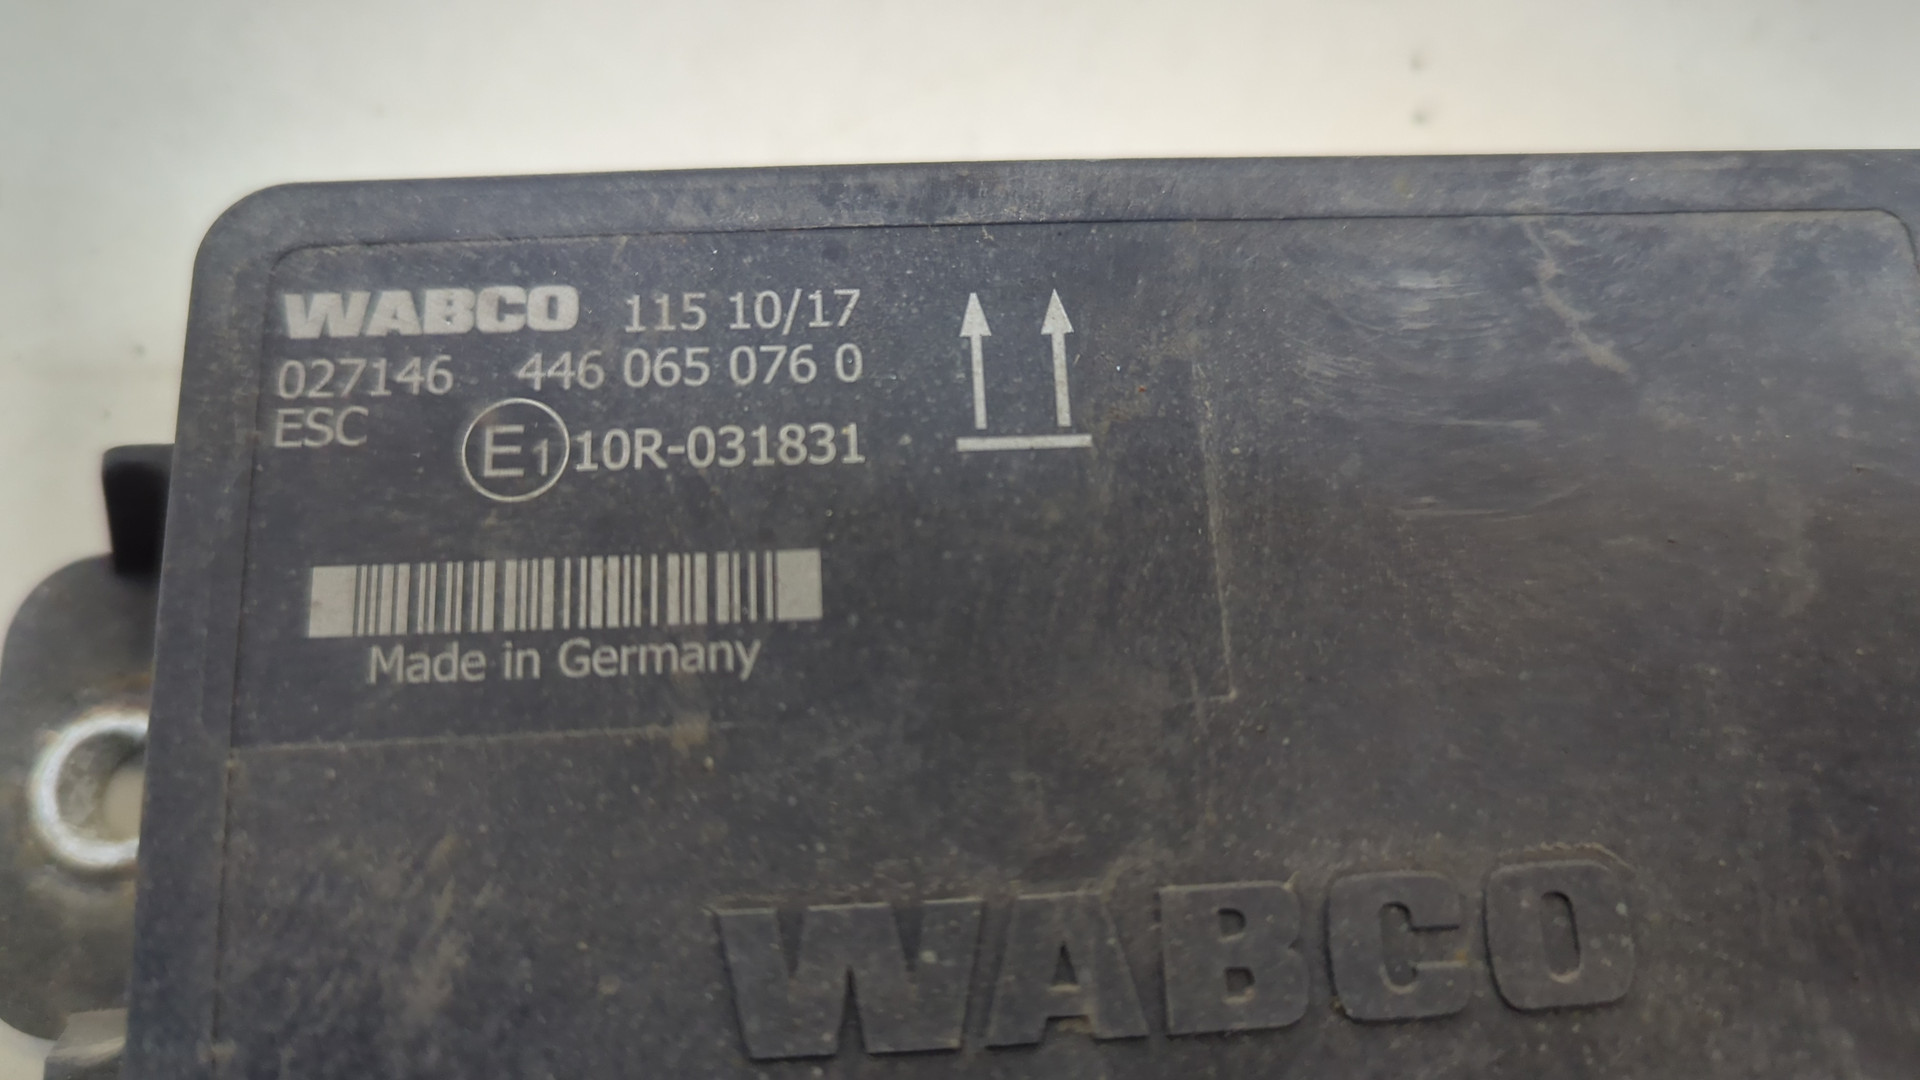 WABCO 115 10/17
027146 446 065 076 0
ESC
E1 10R-031831
Made in Germany
WABCO